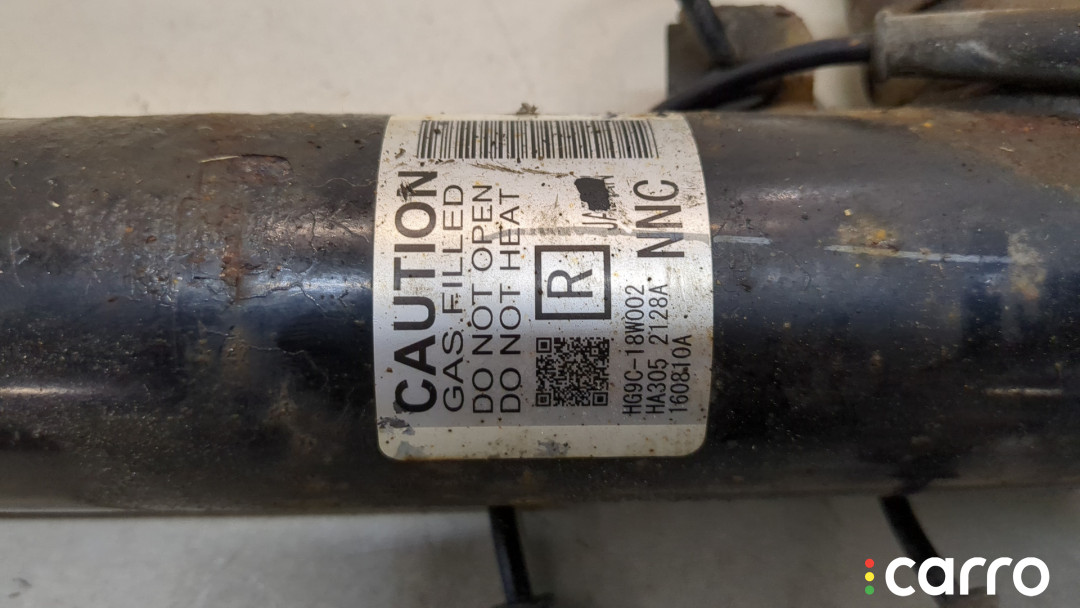 CAUTION
GAS FILLED
DO NOT OPEN
DO NOT HEAT
R
NNC
HG9C-18W002
HA305 2128A
160810A
carro